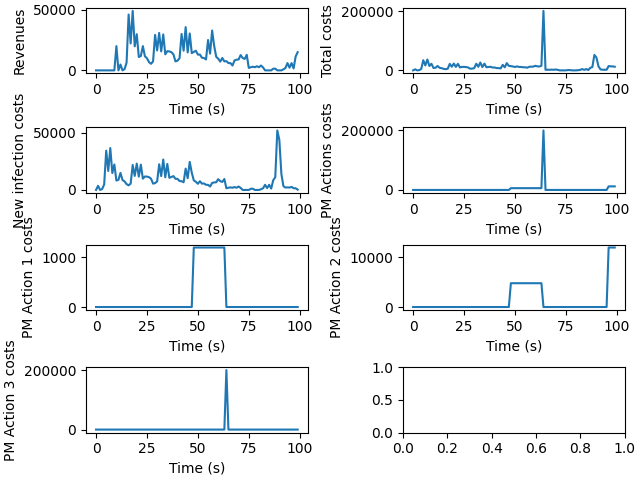 Revenues
50000
0
0 25 50 75 100
Time (s)
Total costs
200000
0
0 25 50 75 100
Time (s)
New infection costs
50000
0
0 25 50 75 100
Time (s)
PM Actions costs
200000
0
0 25 50 75 100
Time (s)
PM Action 1 costs
1000
0
0 25 50 75 100
Time (s)
PM Action 2 costs
10000
0
0 25 50 75 100
Time (s)
PM Action 3 costs
200000
0
0 25 50 75 100
Time (s)
1.0
0.5
0.0
0.0 0.2 0.4 0.6 0.8 1.0